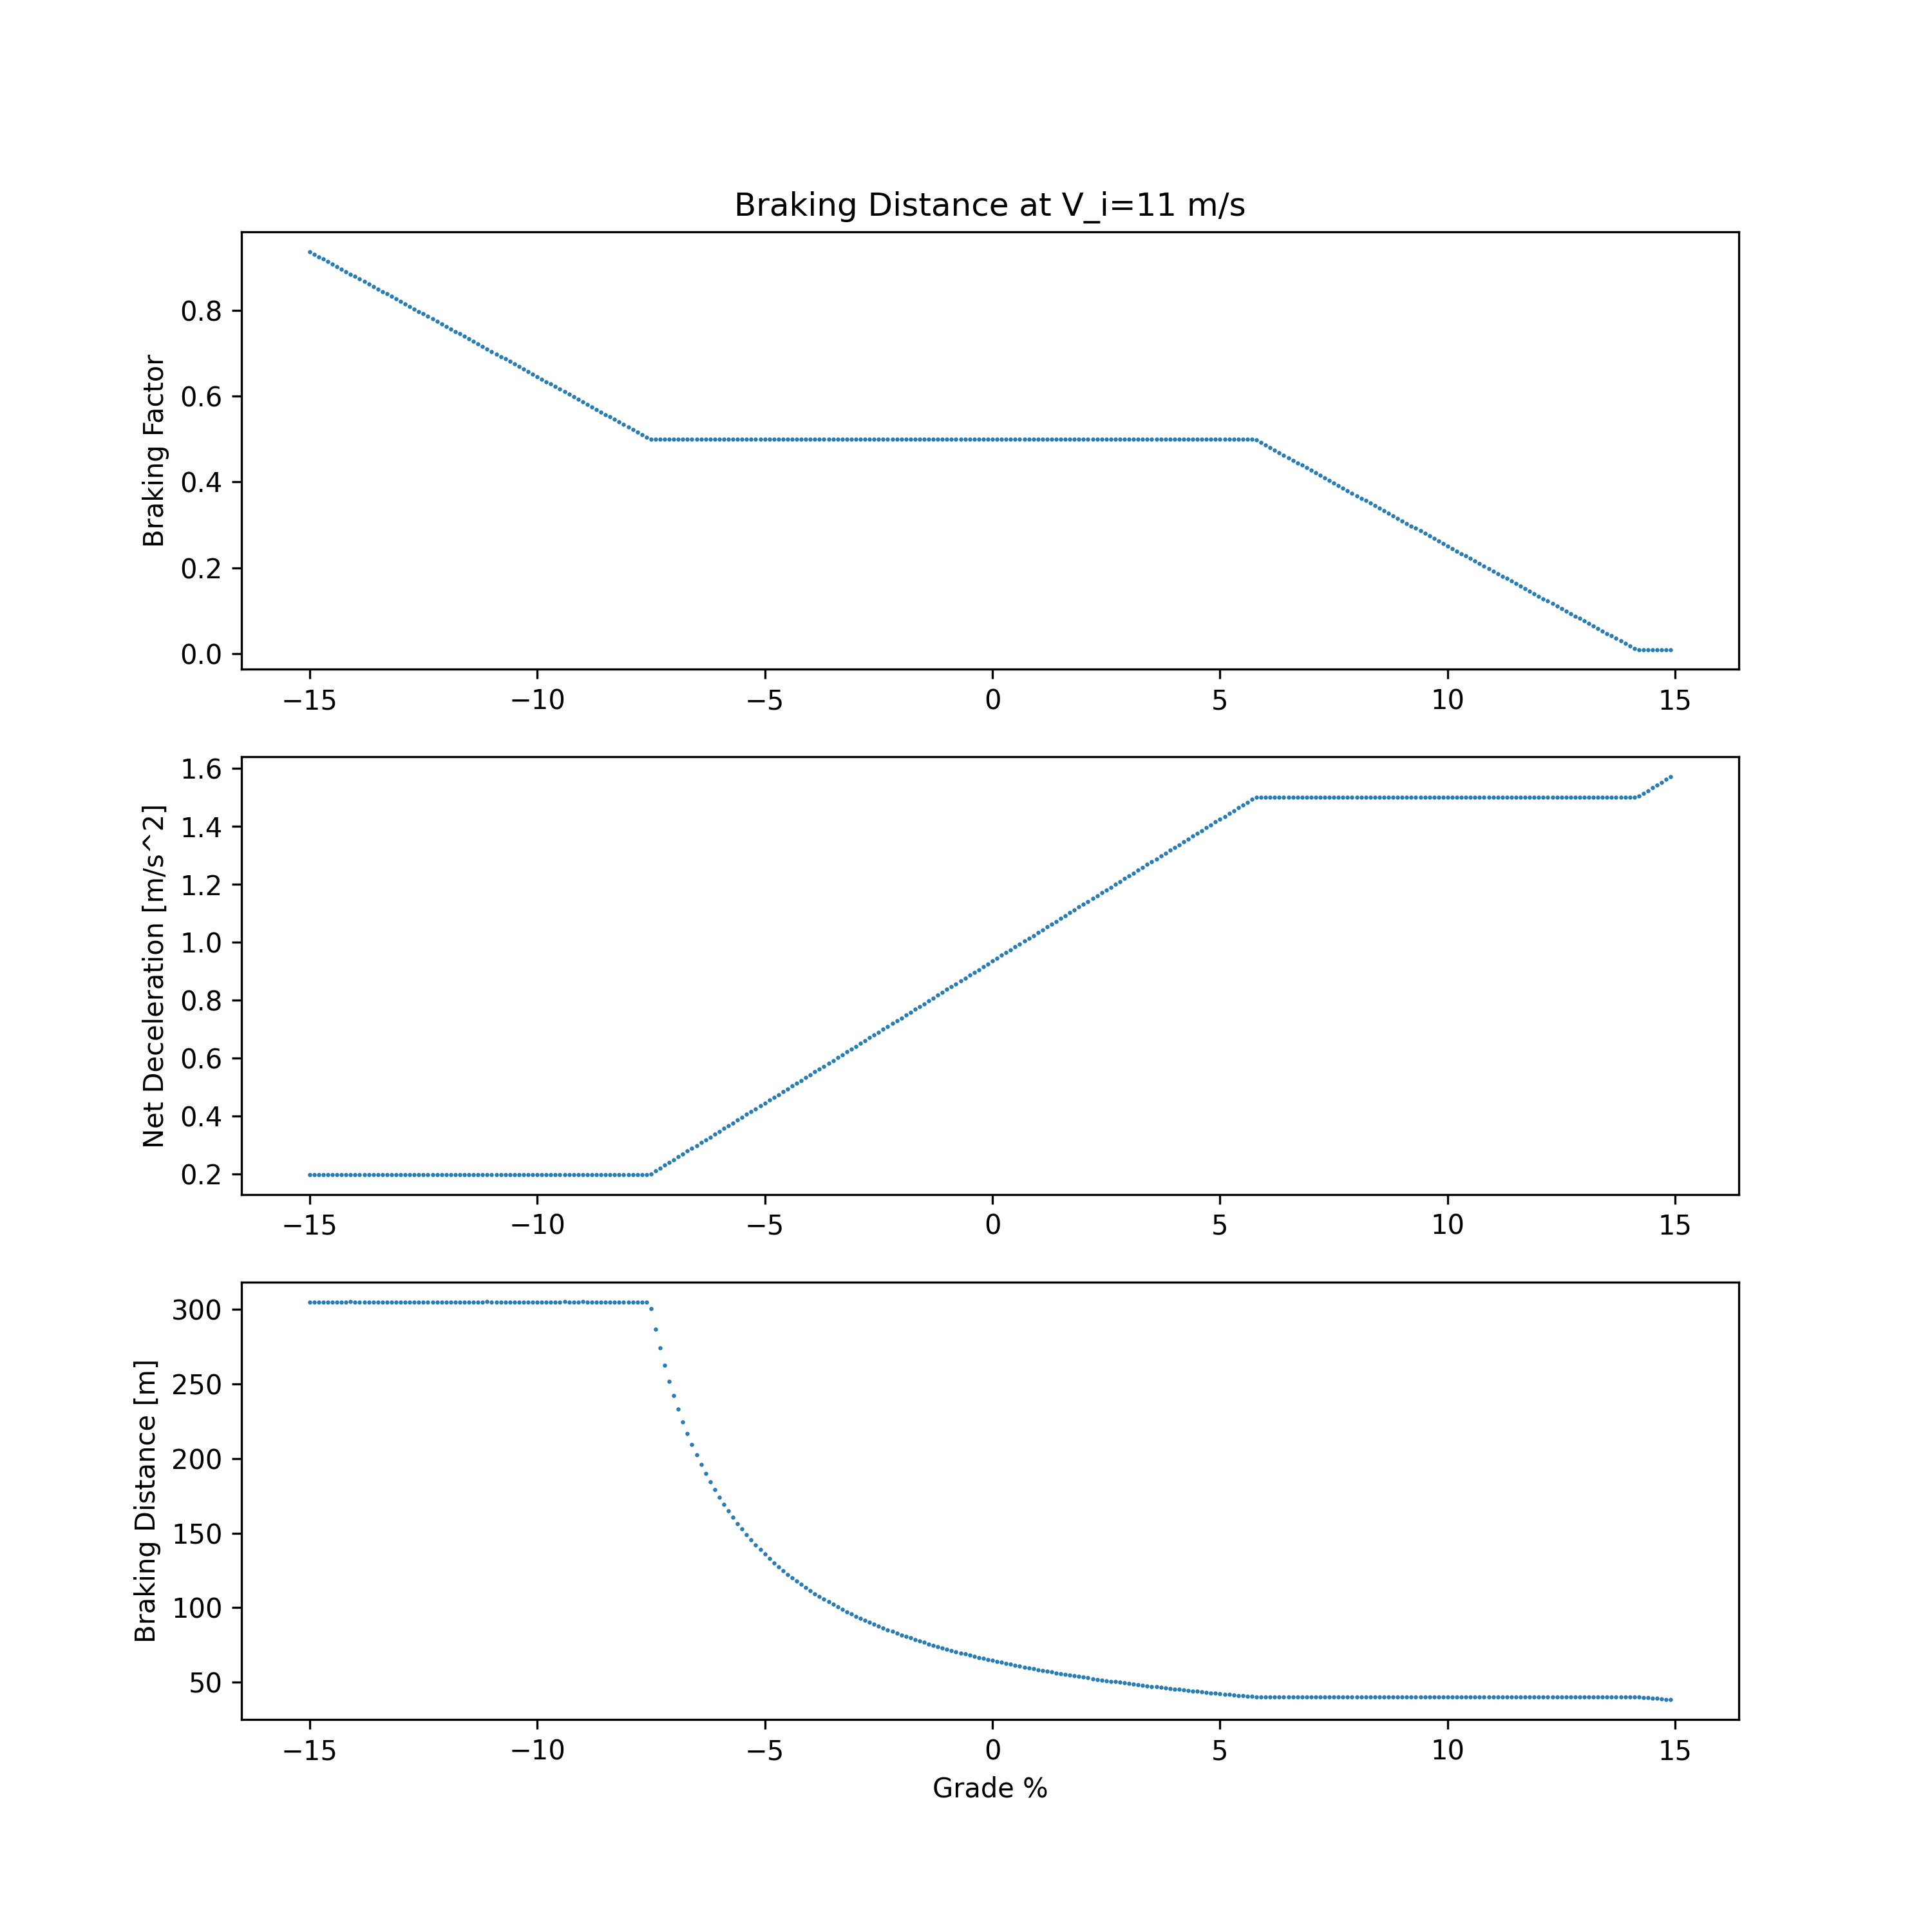 Braking Distance at V_i=11 m/s
Braking Factor
0.8
0.6
0.4
0.2
0.0
−15 −10 −5 0 5 10 15
Net Deceleration [m/s^2]
1.6
1.4
1.2
1.0
0.8
0.6
0.4
0.2
−15 −10 −5 0 5 10 15
Braking Distance [m]
300
250
200
150
100
50
−15 −10 −5 0 5 10 15
Grade %